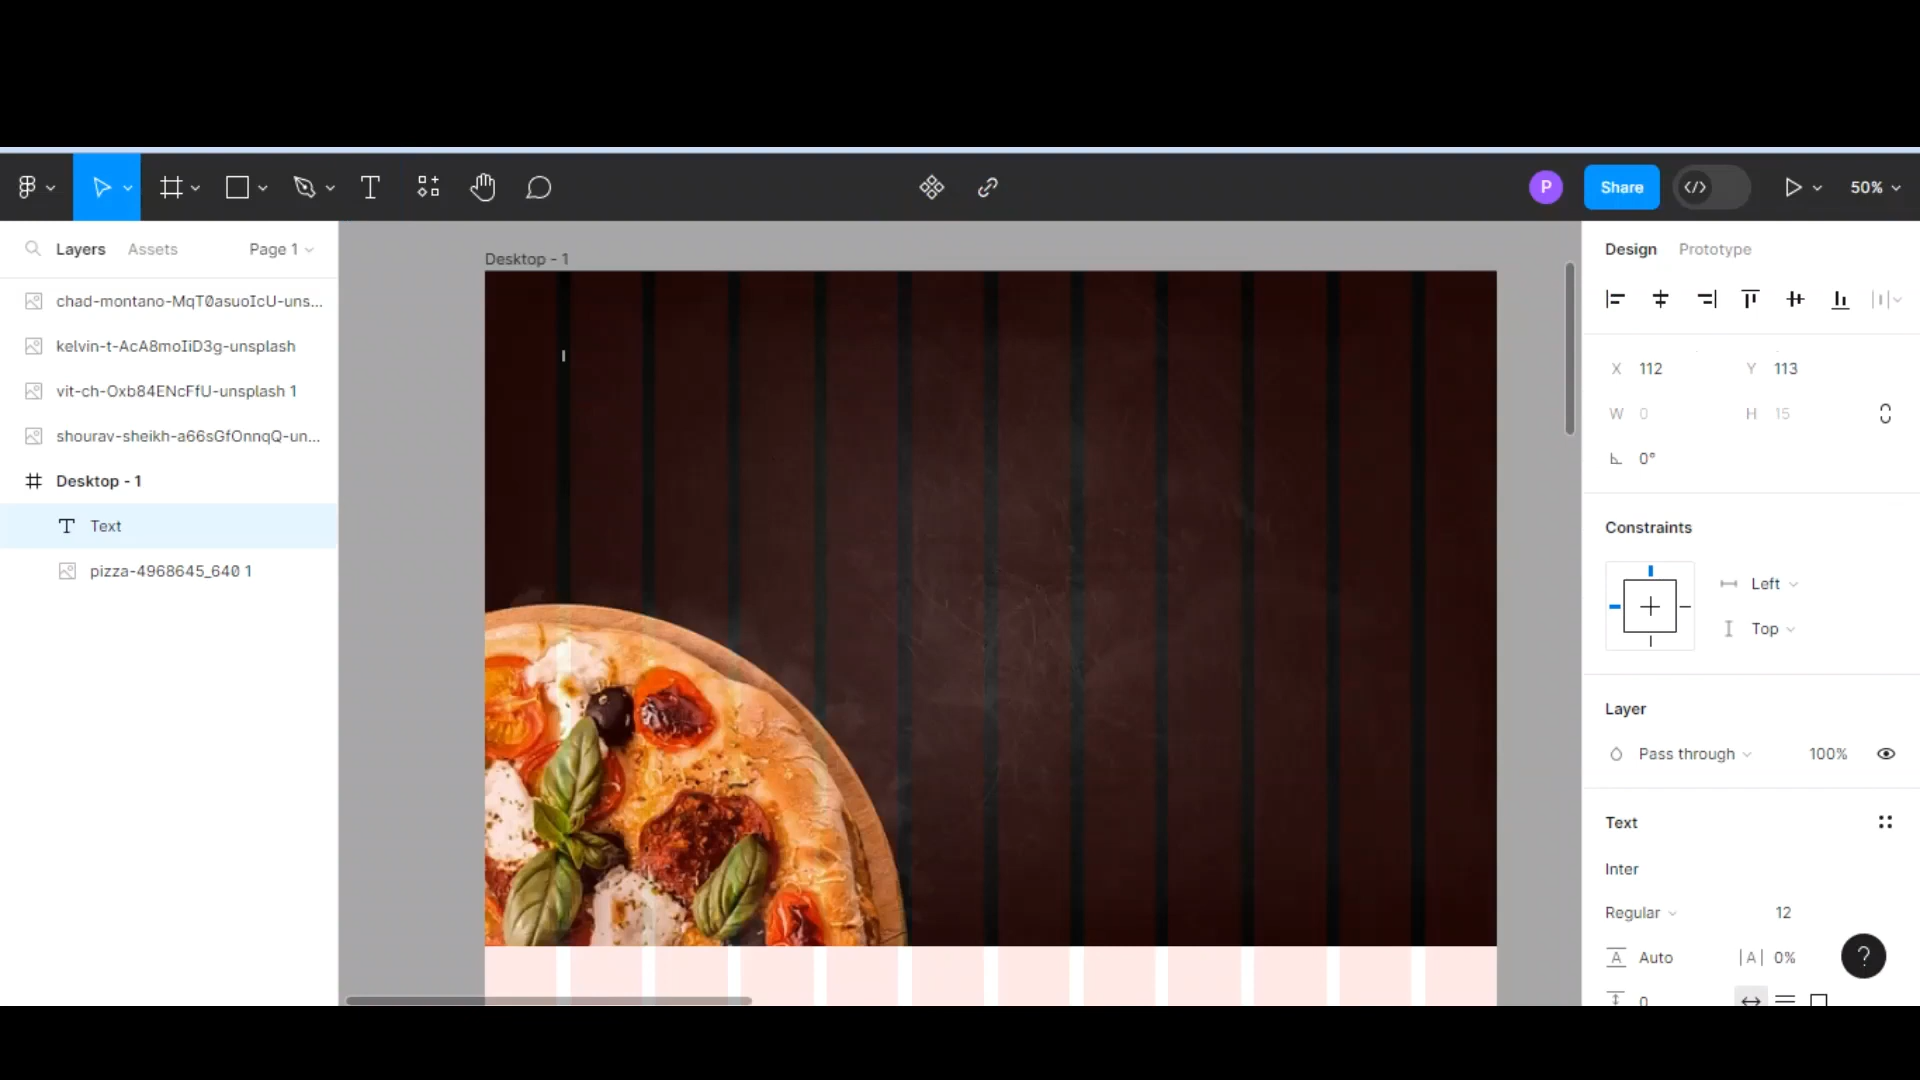 P
Share
50%
Layers
Assets
Page 1
Design
Prototype
Desktop - 1
chad-montano-MqT0asuoIcU-uns...
kelvin-t-AcA8moIiD3g-unsplash
vit-ch-Oxb84ENcFfU-unsplash 1
shourav-sheikh-a66sGfOnnqQ-un...
Desktop - 1
Text
pizza-4968645_640 1
X 112
Y 113
W 0
H 15
0°
Constraints
Left
Top
Layer
Pass through
100%
Text
Inter
Regular
12
A Auto
|A| 0%
?
0